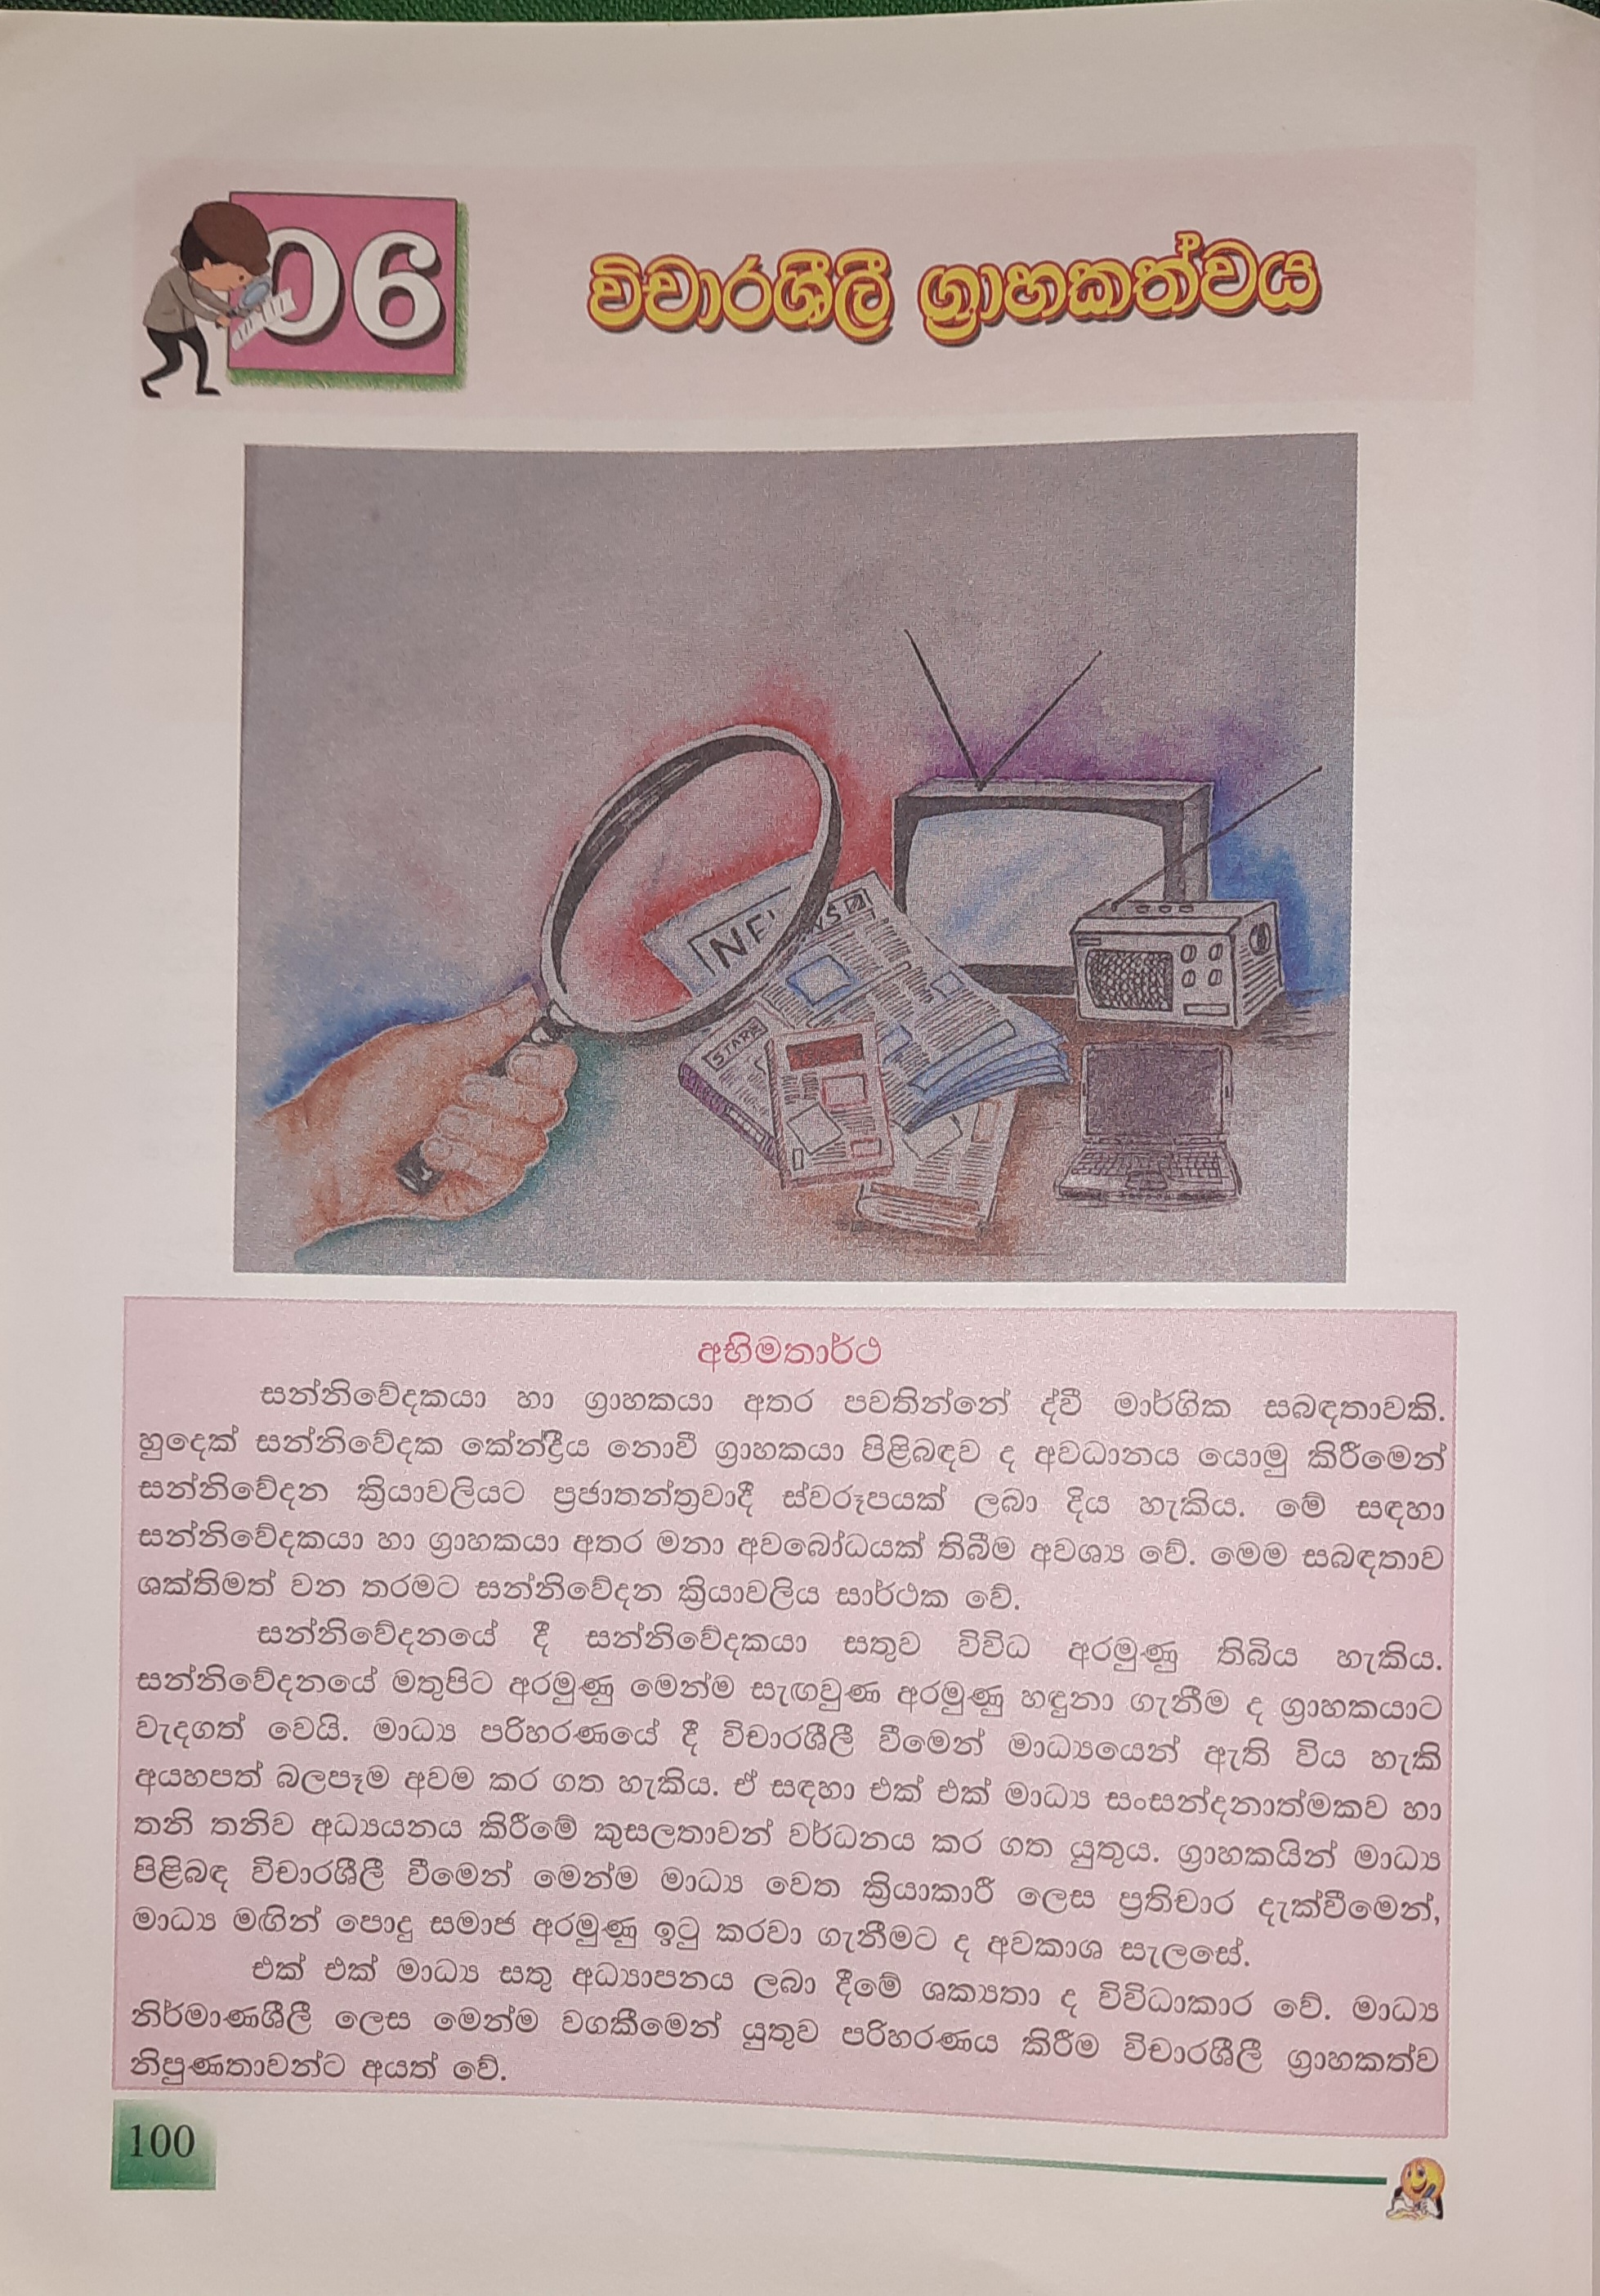 06
විචාරශීලී ග්‍රාහකත්වය
NEWS
START
අභිමතාර්ථ
සන්නිවේදකයා හා ග්‍රාහකයා අතර පවතින්නේ ද්වී මාර්ගික සබඳතාවකි.
හුදෙක් සන්නිවේදක කේන්ද්‍රීය නොවී ග්‍රාහකයා පිළිබඳව ද අවධානය යොමු කිරීමෙන්
සන්නිවේදන ක්‍රියාවලියට ප්‍රජාතන්ත්‍රවාදී ස්වරූපයක් ලබා දිය හැකිය. මේ සඳහා
සන්නිවේදකයා හා ග්‍රාහකයා අතර මනා අවබෝධයක් තිබීම අවශ්‍ය වේ. මෙම සබඳතාව
ශක්තිමත් වන තරමට සන්නිවේදන ක්‍රියාවලිය සාර්ථක වේ.
සන්නිවේදනයේ දී සන්නිවේදකයා සතුව විවිධ අරමුණු තිබිය හැකිය.
සන්නිවේදනයේ මතුපිට අරමුණු මෙන්ම සැඟවුණ අරමුණු හඳුනා ගැනීම ද ග්‍රාහකයාට
වැදගත් වෙයි. මාධ්‍ය පරිහරණයේ දී විචාරශීලී වීමෙන් මාධ්‍යයෙන් ඇති විය හැකි
අයහපත් බලපෑම අවම කර ගත හැකිය. ඒ සඳහා එක් එක් මාධ්‍ය සංසන්දනාත්මකව හා
තනි තනිව අධ්‍යයනය කිරීමේ කුසලතාවන් වර්ධනය කර ගත යුතුය. ග්‍රාහකයින් මාධ්‍ය
පිළිබඳ විචාරශීලී වීමෙන් මෙන්ම මාධ්‍ය වෙත ක්‍රියාකාරී ලෙස ප්‍රතිචාර දැක්වීමෙන්,
මාධ්‍ය මඟින් පොදු සමාජ අරමුණු ඉටු කරවා ගැනීමට ද අවකාශ සැලසේ.
එක් එක් මාධ්‍ය සතු අධ්‍යාපනය ලබා දීමේ ශක්‍යතා ද විවිධාකාර වේ. මාධ්‍ය
නිර්මාණශීලී ලෙස මෙන්ම වගකීමෙන් යුතුව පරිහරණය කිරීම විචාරශීලී ග්‍රාහකත්ව
නිපුණතාවන්ට අයත් වේ.
100